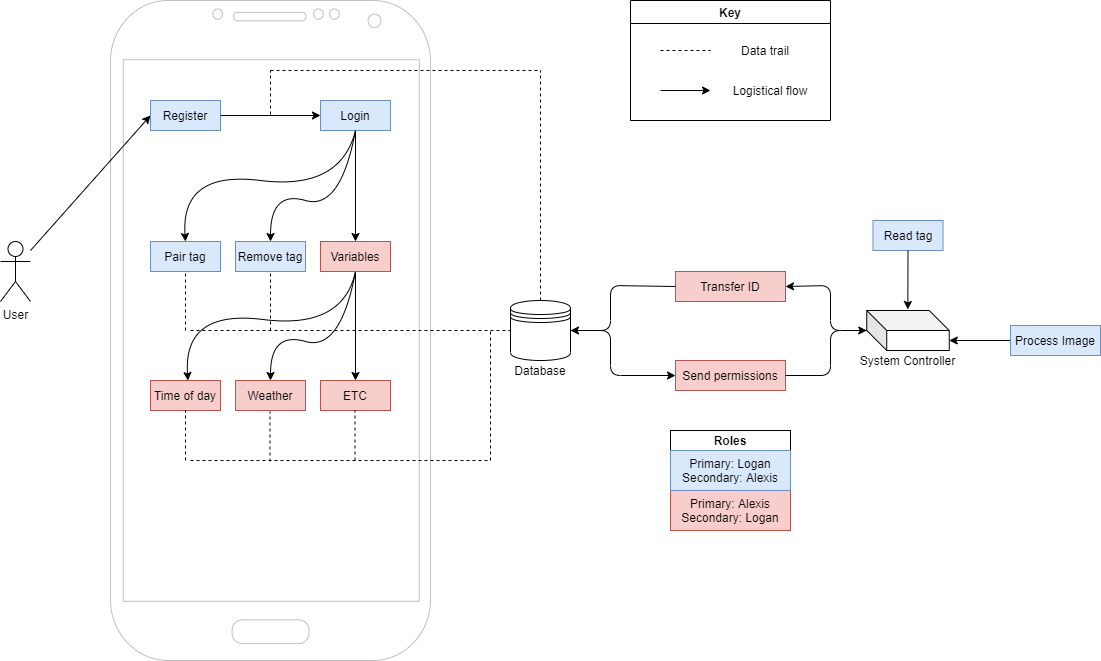 Key
Data trail
Logistical flow
Register
Login
Pair tag
Remove tag
Variables
Time of day
Weather
ETC
User
Database
Transfer ID
Send permissions
Read tag
Process Image
System Controller
Roles
Primary: Logan
Secondary: Alexis
Primary: Alexis
Secondary: Logan